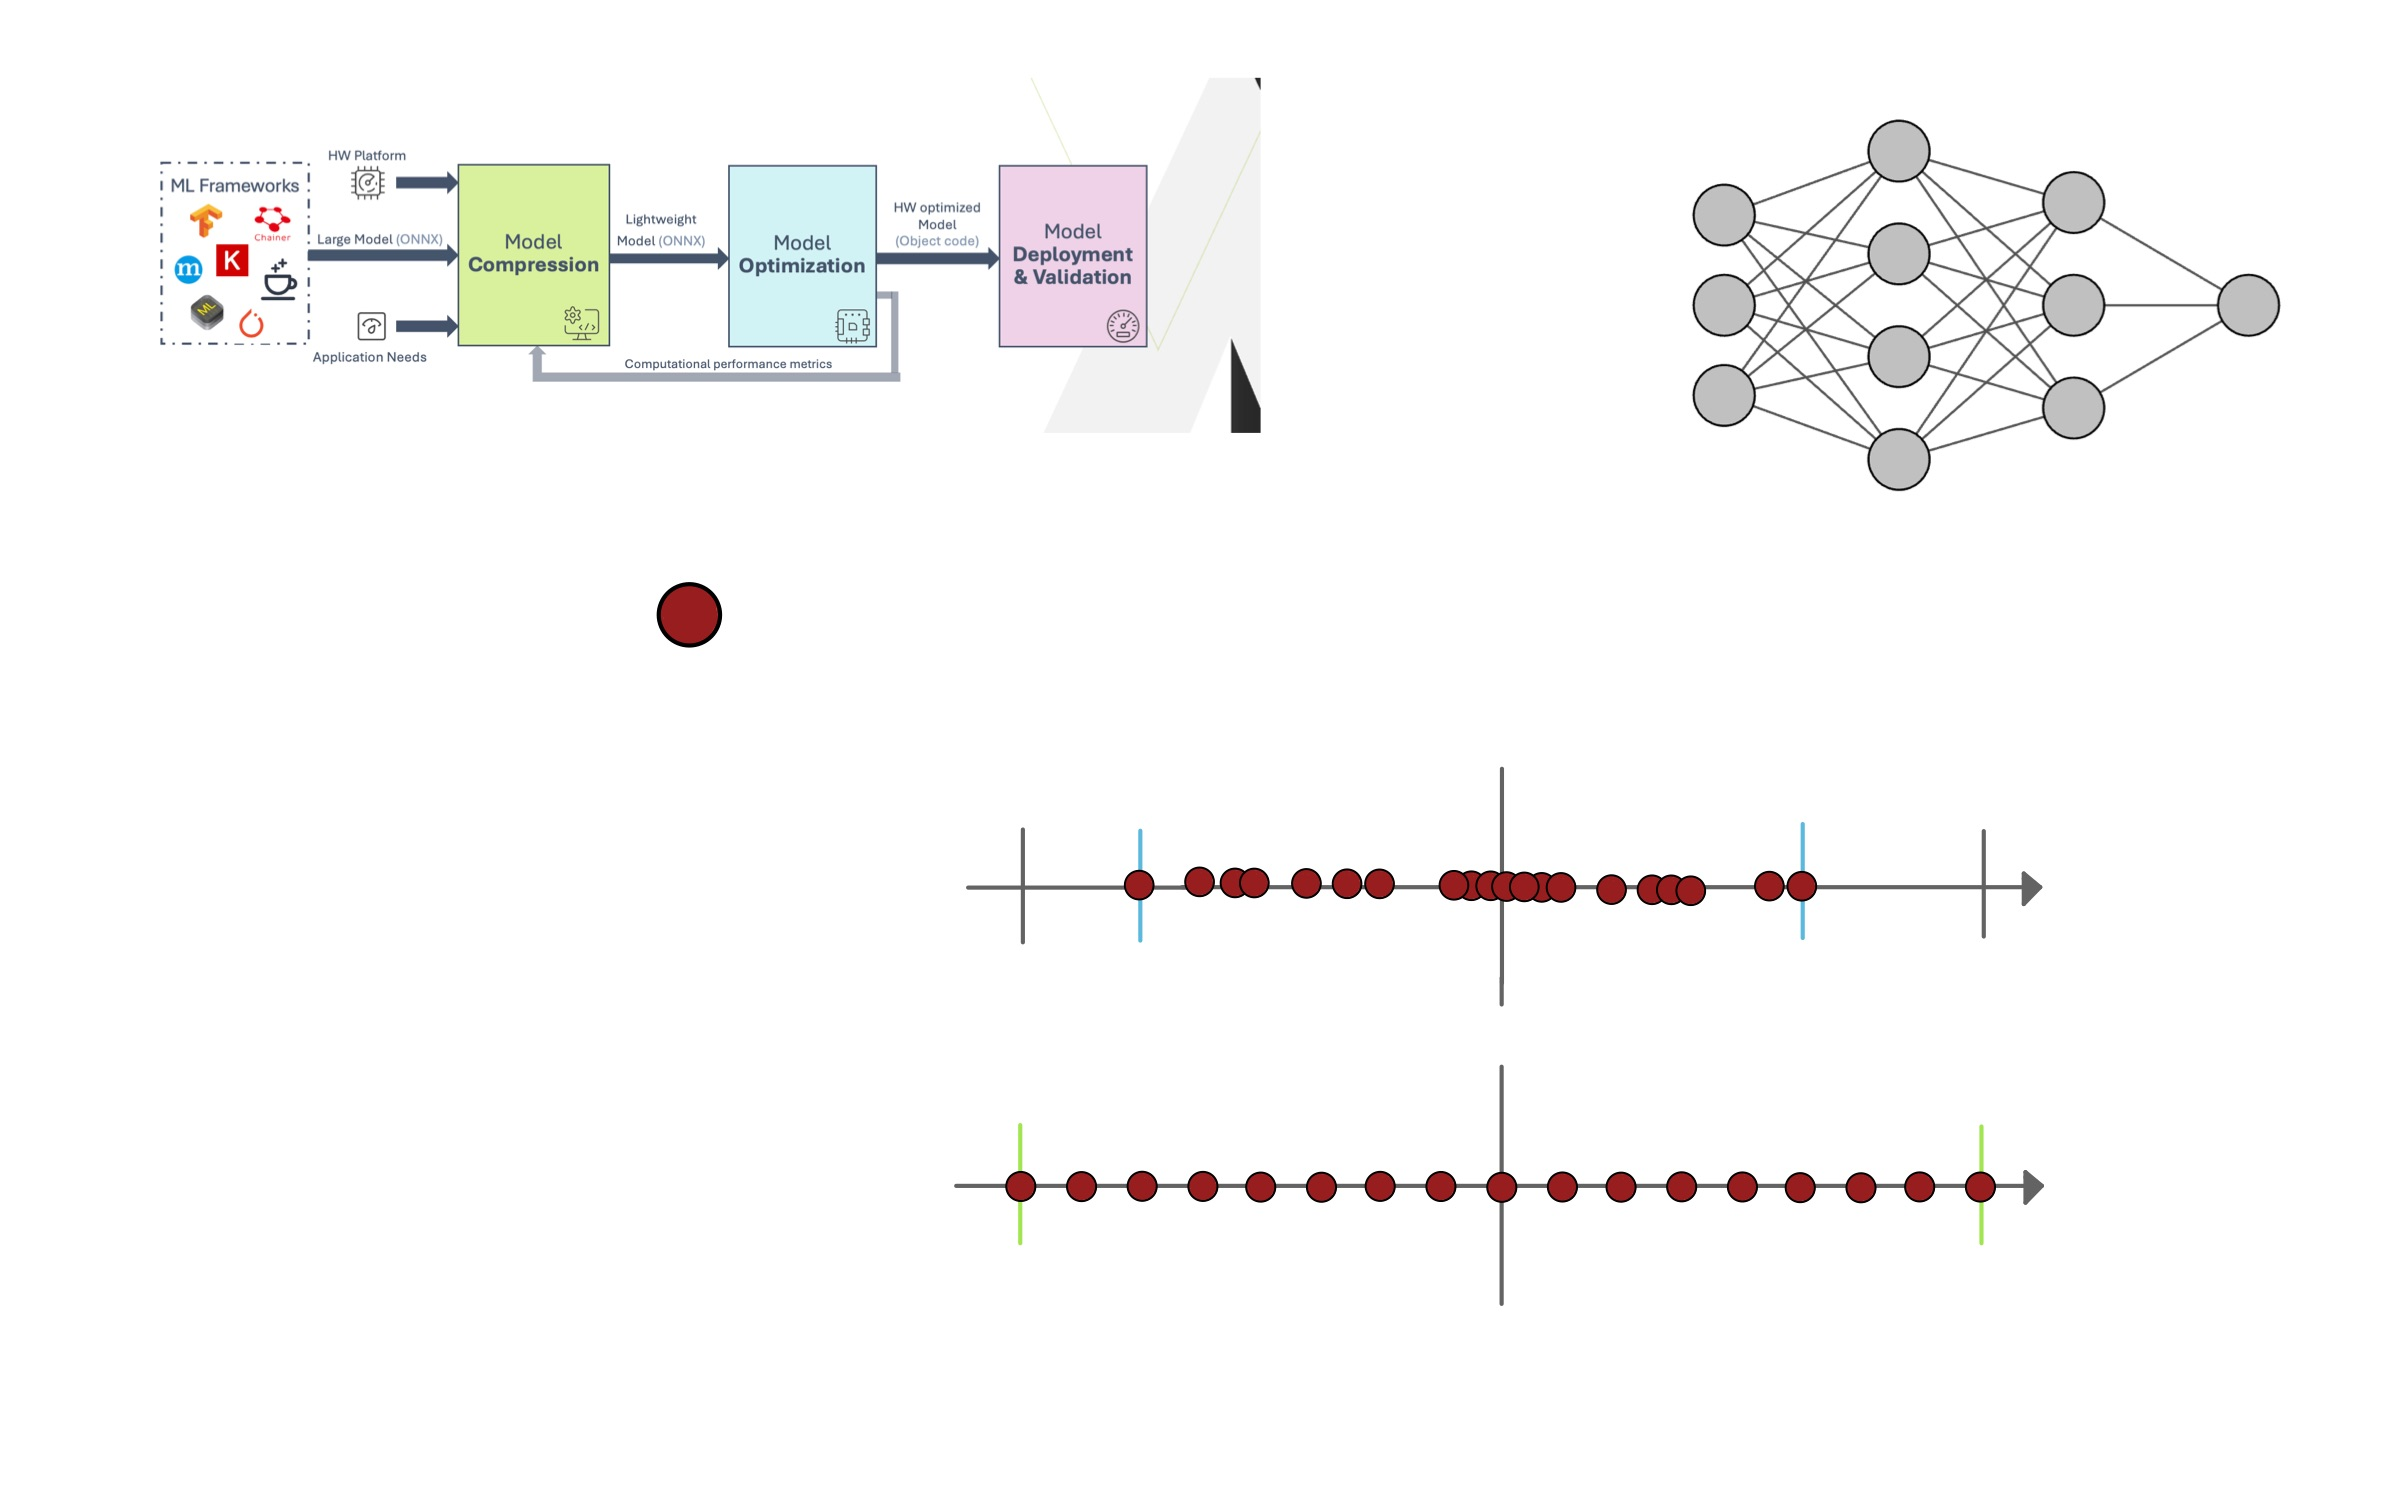 HW Platform
ML Frameworks
Chainer
m
K
++
ML
Large Model (ONNX)
Application Needs
Model
Compression
Lightweight
Model (ONNX)
Model
Optimization
HW optimized
Model
(Object code)
Model
Deployment
& Validation
Computational performance metrics